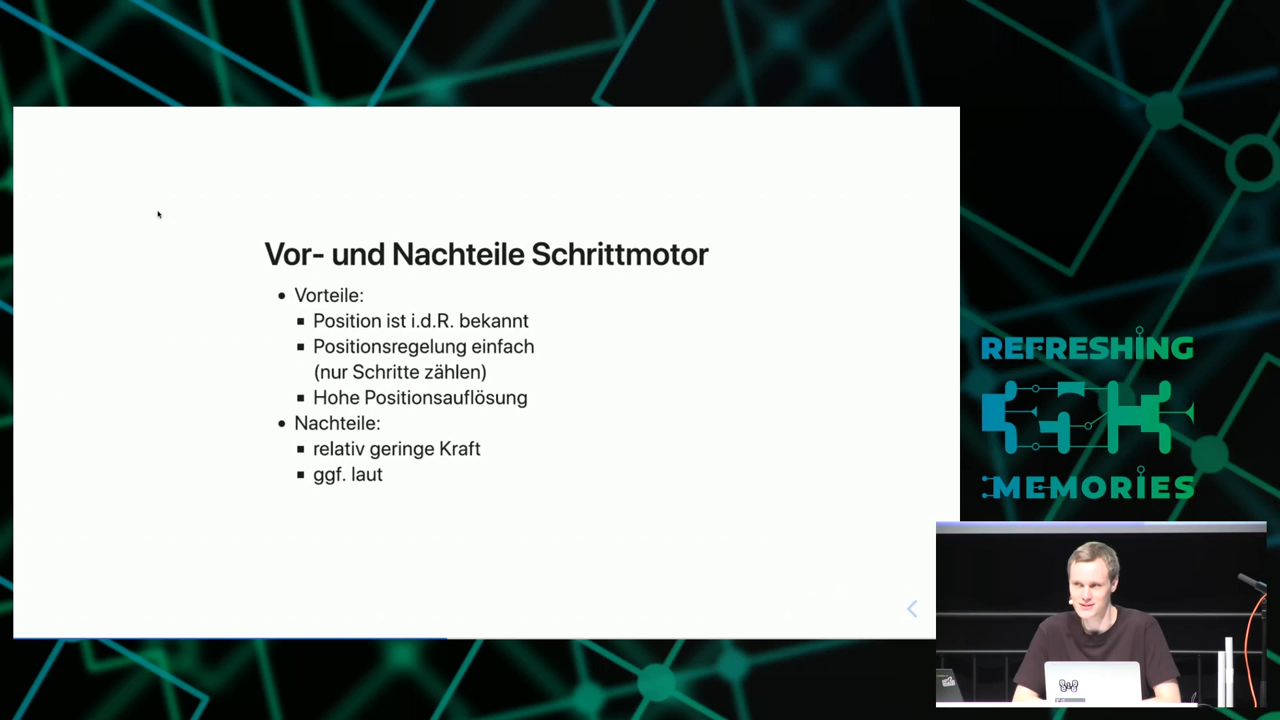 Vor- und Nachteile Schrittmotor
• Vorteile:
▪ Position ist i.d.R. bekannt
▪ Positionsregelung einfach
(nur Schritte zählen)
▪ Hohe Positionsauflösung
• Nachteile:
▪ relativ geringe Kraft
▪ ggf. laut
REFRESHING
MEMORIES